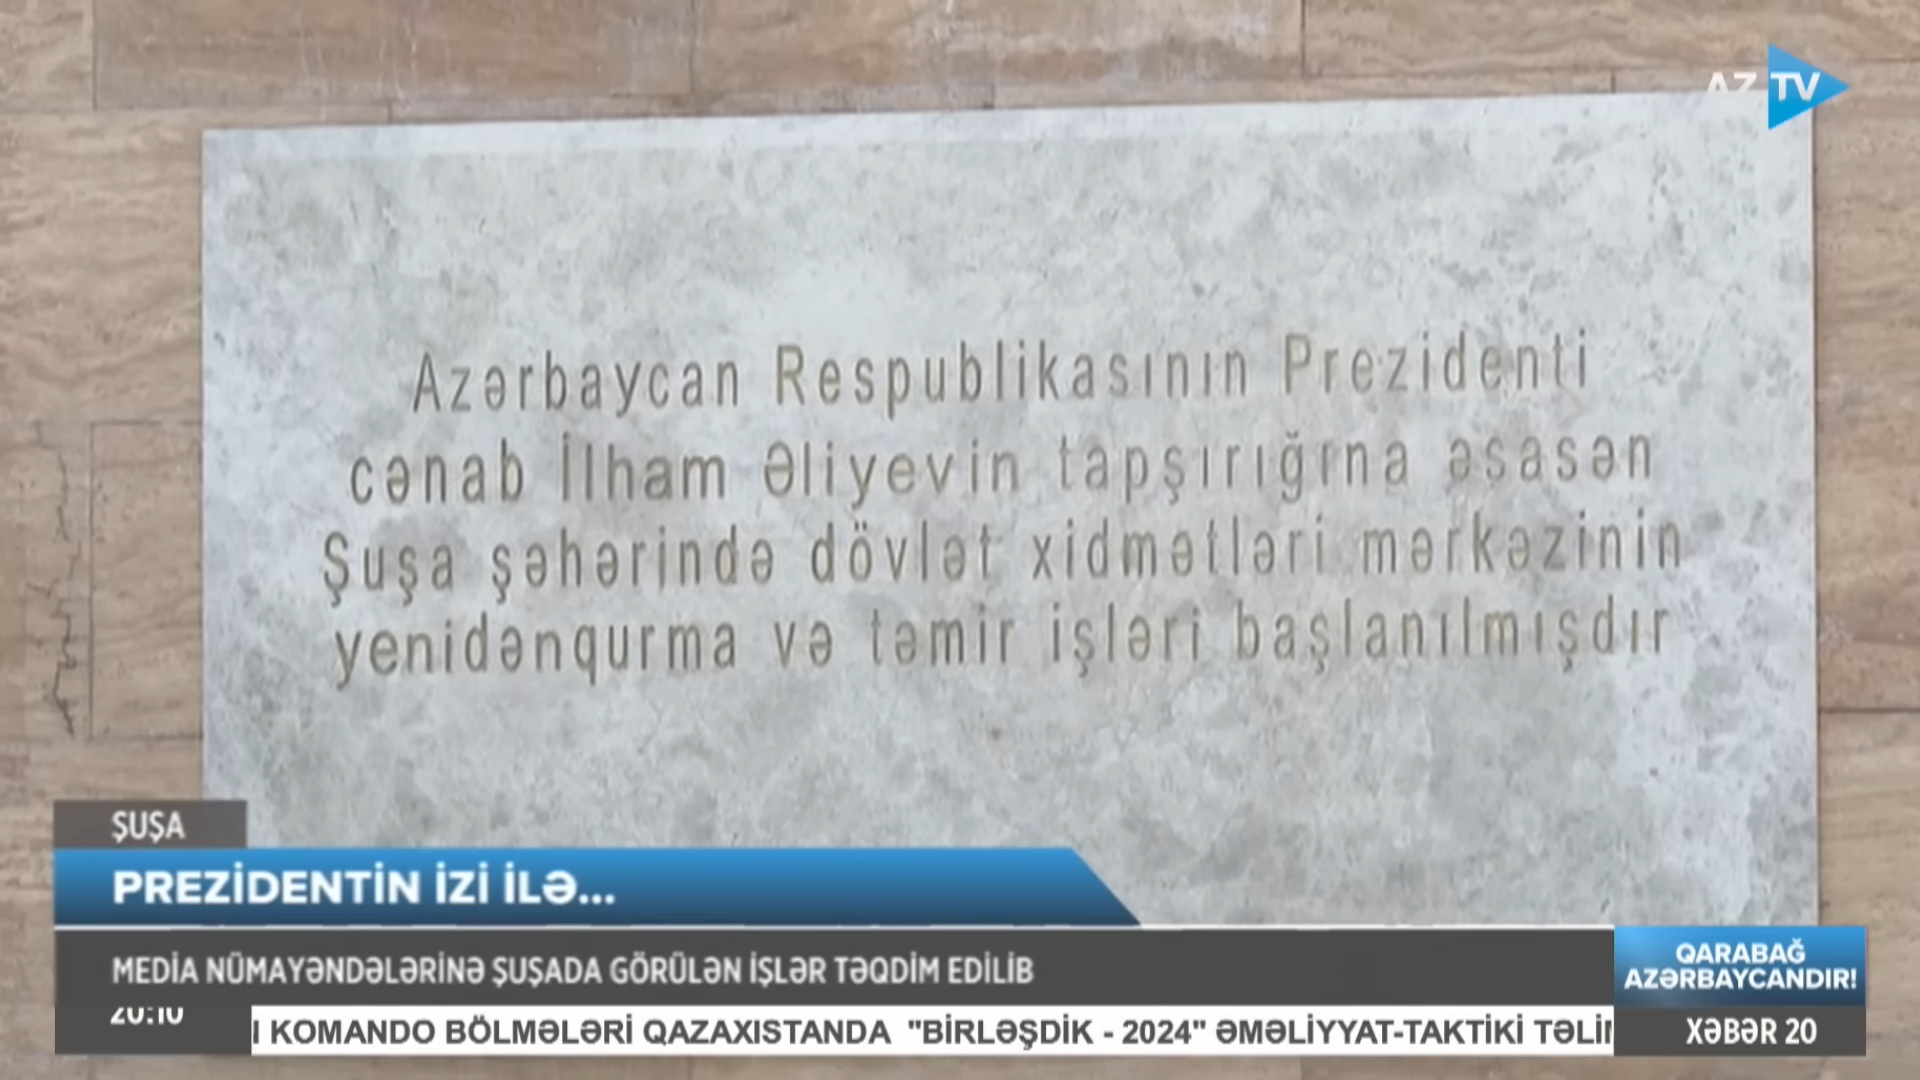 AZTV
Azərbaycan Respublikasının Prezidenti
cənab İlham Əliyevin tapşırığına əsasən
Şuşa şəhərində dövlət xidmətləri mərkəzinin
yenidənqurma və təmir işləri başlanılmışdır
ŞUŞA
PREZİDENTİN İZİ İLƏ...
MEDİA NÜMAYƏNDƏLƏRİNƏ ŞUŞADA GÖRÜLƏN İŞLƏR TƏQDİM EDİLİB
QARABAĞ
AZƏRBAYCANDIR!
KOMANDO BÖLMƏLƏRİ QAZAXISTANDA "BİRLƏŞDİK - 2024" ƏMƏLİYYAT-TAKTİKİ
XƏBƏR 20